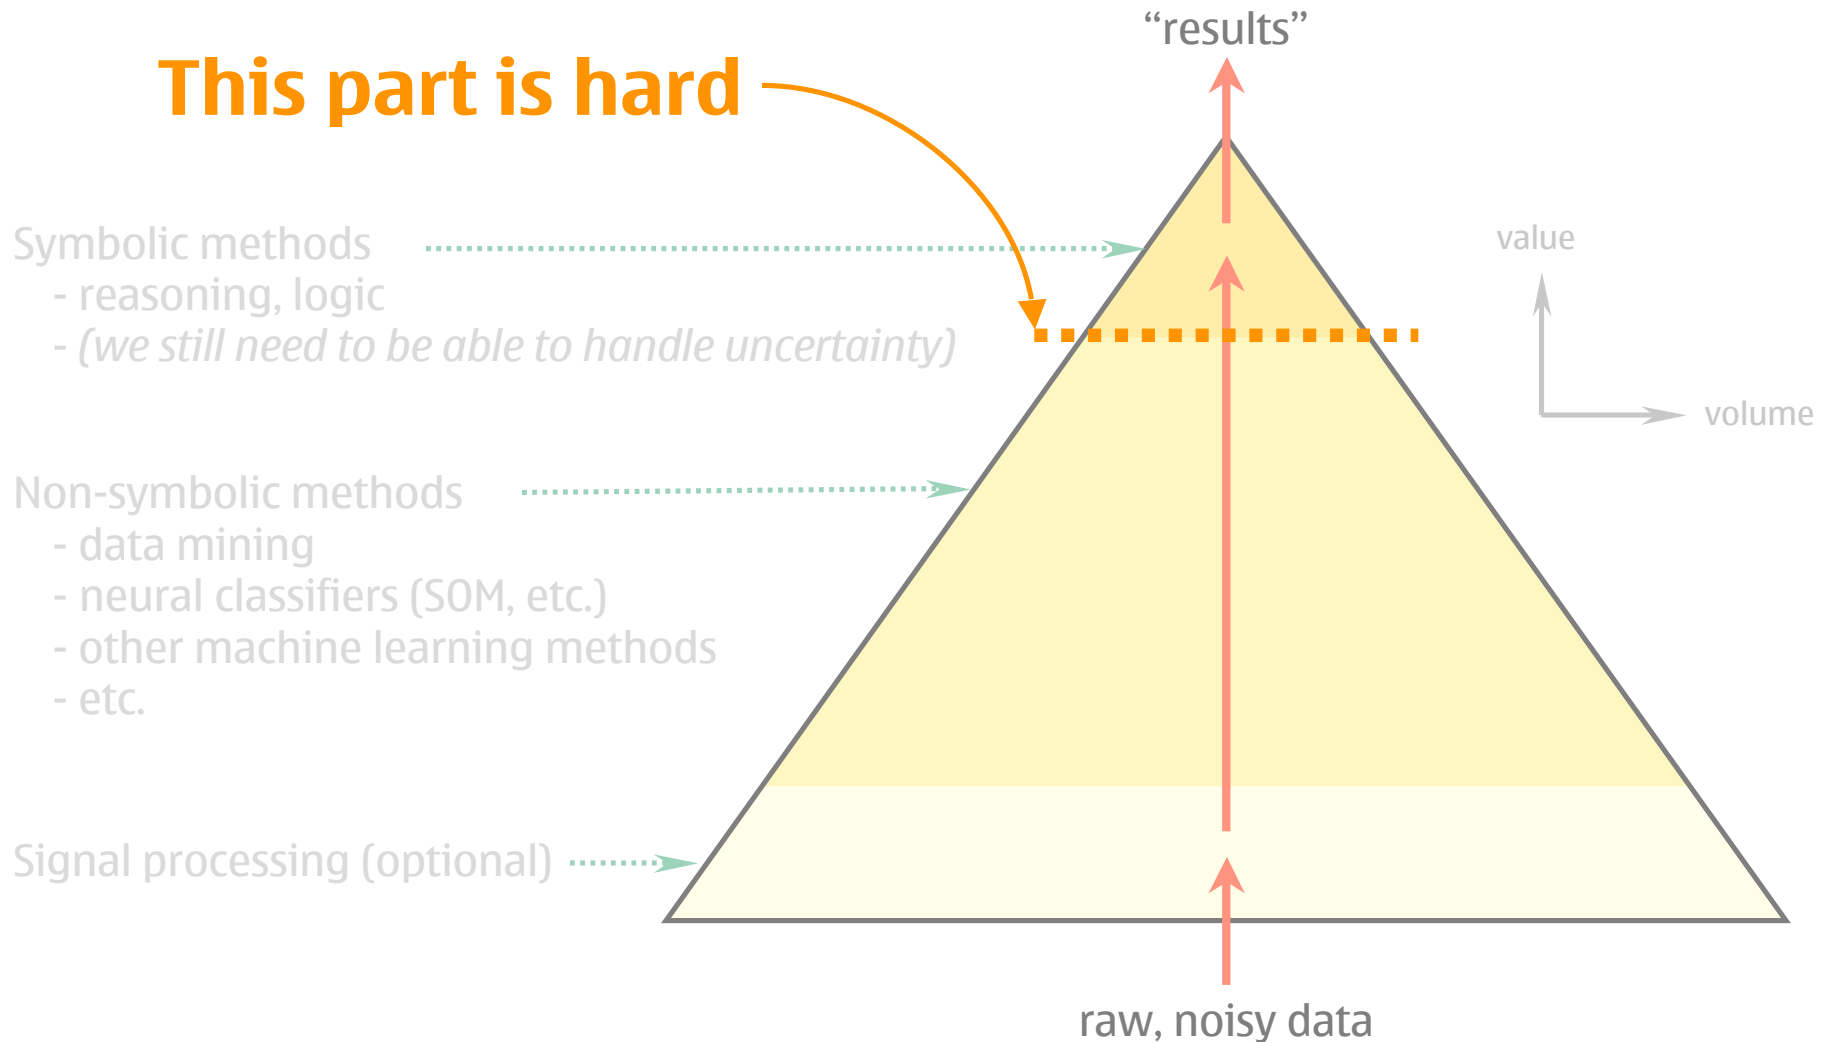 “results”
This part is hard
Symbolic methods
- reasoning, logic
- (we still need to be able to handle uncertainty)
value
volume
Non-symbolic methods
- data mining
- neural classifiers (SOM, etc.)
- other machine learning methods
- etc.
Signal processing (optional)
raw, noisy data